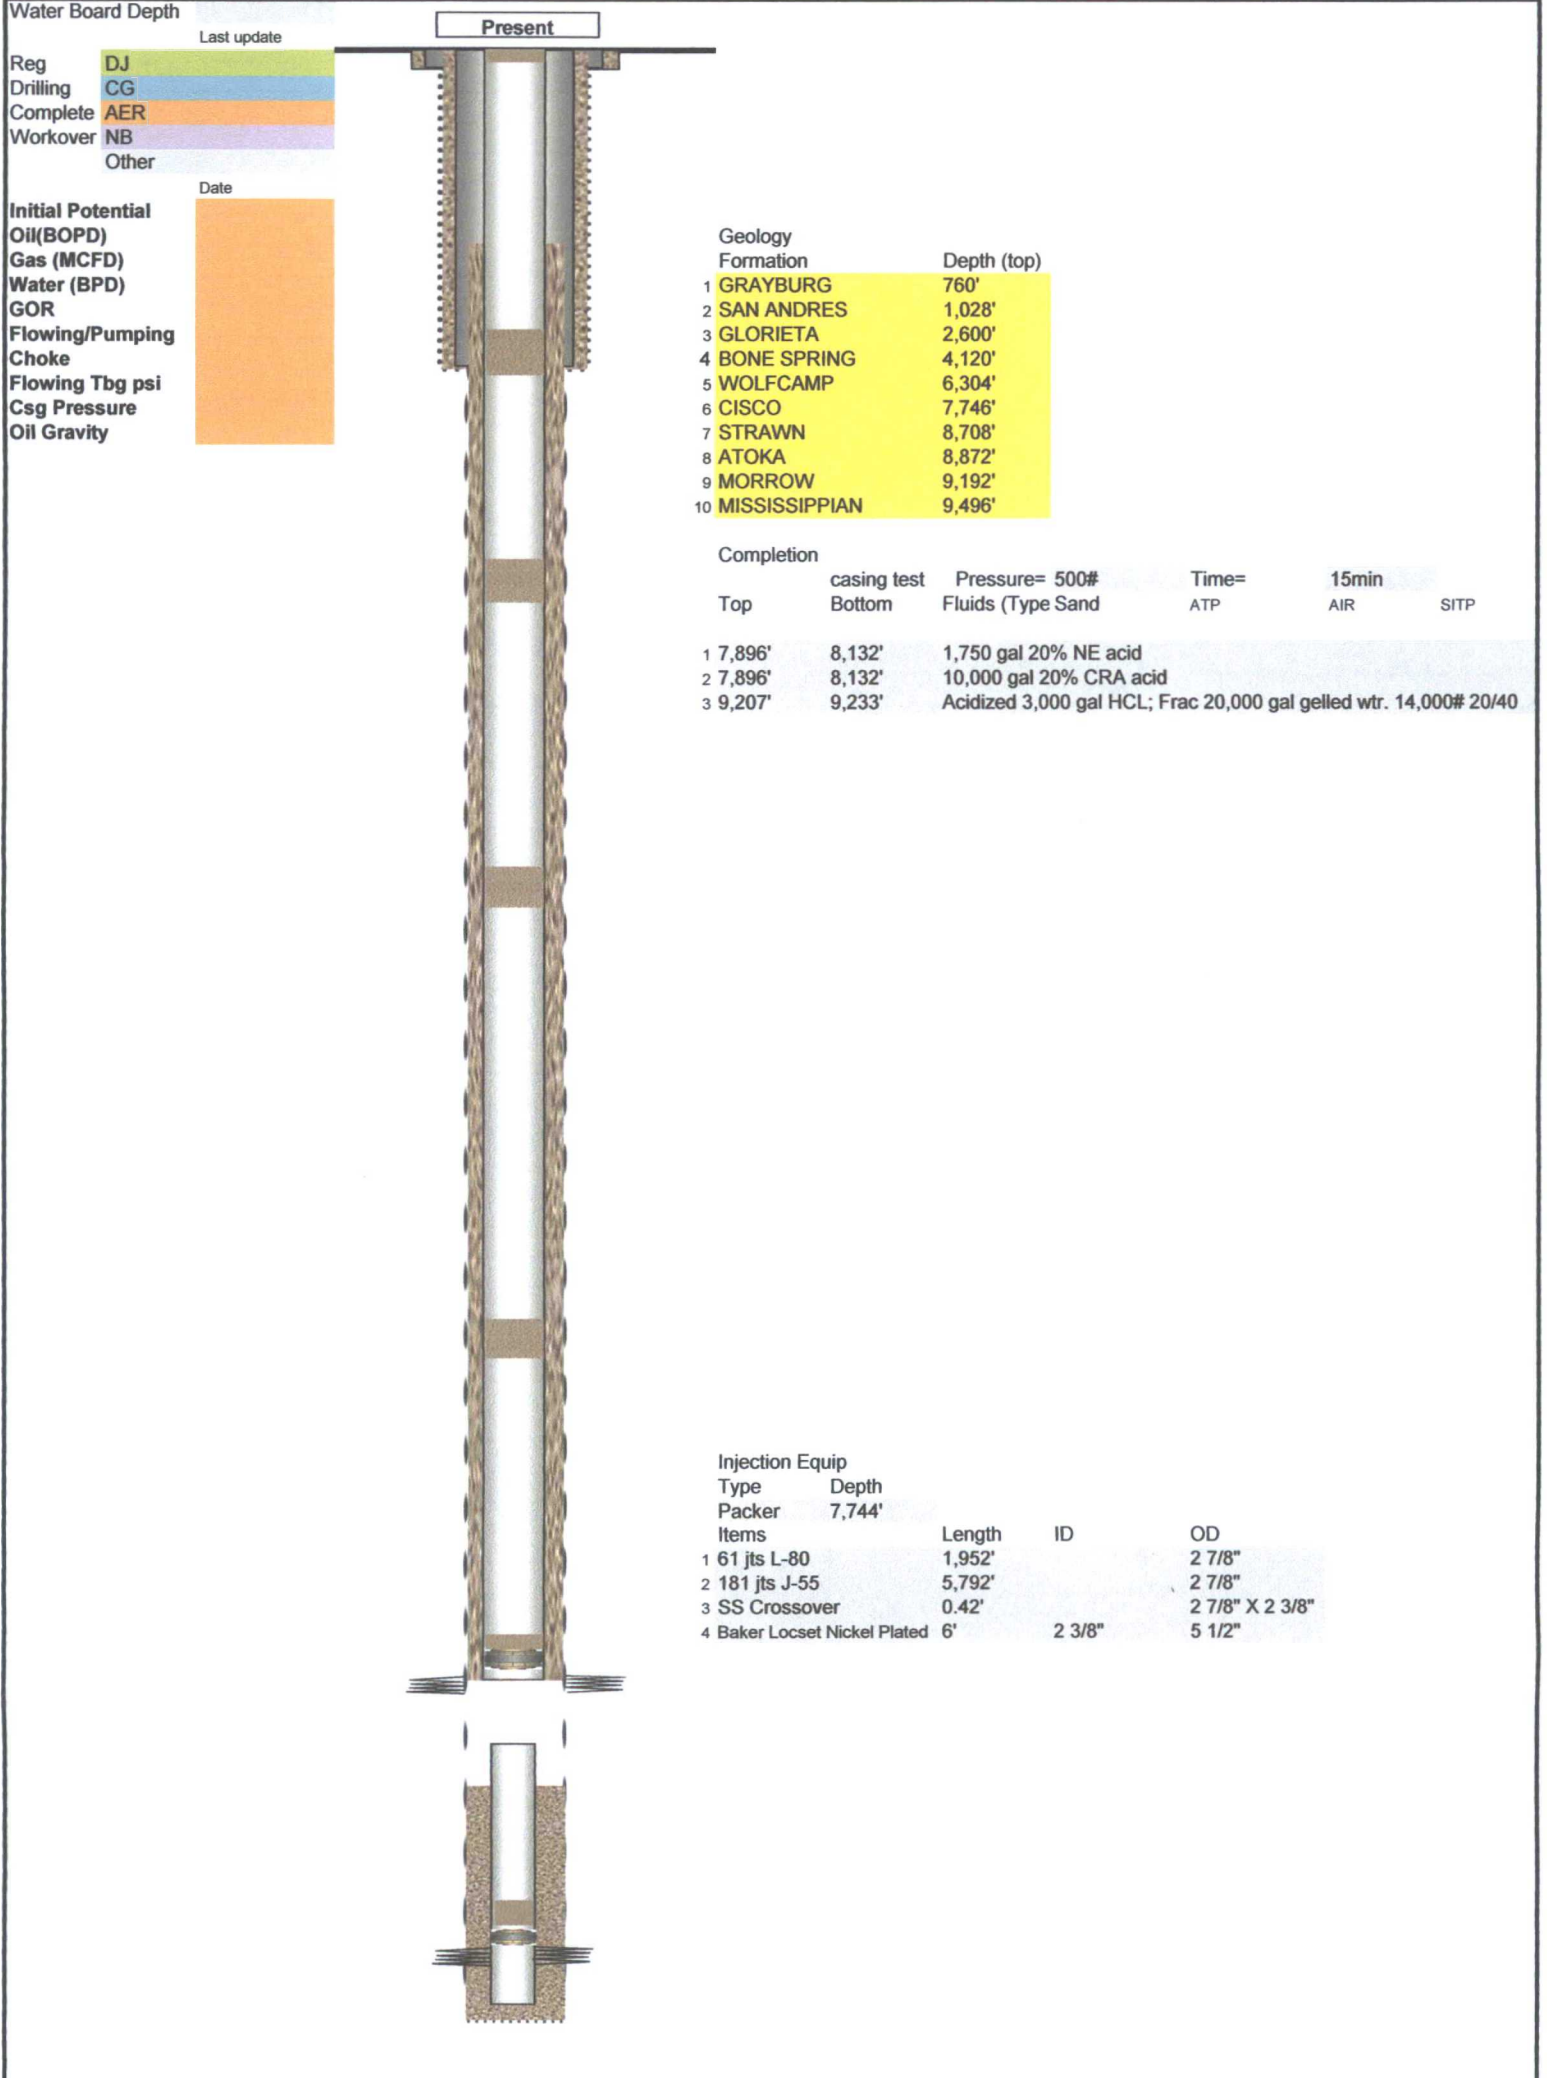 Water Board Depth
Present
Last update
Reg DJ
Drilling CG
Complete AER
Workover NB
Other
Date
Initial Potential
Oil(BOPD)
Gas (MCFD)
Water (BPD)
GOR
Flowing/Pumping
Choke
Flowing Tbg psi
Csg Pressure
Oil Gravity
Geology
Formation Depth (top)
1 GRAYBURG 760'
2 SAN ANDRES 1,028'
3 GLORIETA 2,600'
4 BONE SPRING 4,120'
5 WOLFCAMP 6,304'
6 CISCO 7,746'
7 STRAWN 8,708'
8 ATOKA 8,872'
9 MORROW 9,192'
10 MISSISSIPPIAN 9,496'
Completion
casing test Pressure= 500# Time= 15min
Top Bottom Fluids (Type Sand ATP AIR SITP
1 7,896' 8,132' 1,750 gal 20% NE acid
2 7,896' 8,132' 10,000 gal 20% CRA acid
3 9,207' 9,233' Acidized 3,000 gal HCL; Frac 20,000 gal gelled wtr. 14,000# 20/40
Injection Equip
Type Depth
Packer 7,744'
Items Length ID OD
1 61 jts L-80 1,952' 2 7/8"
2 181 jts J-55 5,792' 2 7/8"
3 SS Crossover 0.42' 2 7/8" X 2 3/8"
4 Baker Locset Nickel Plated 6' 2 3/8" 5 1/2"